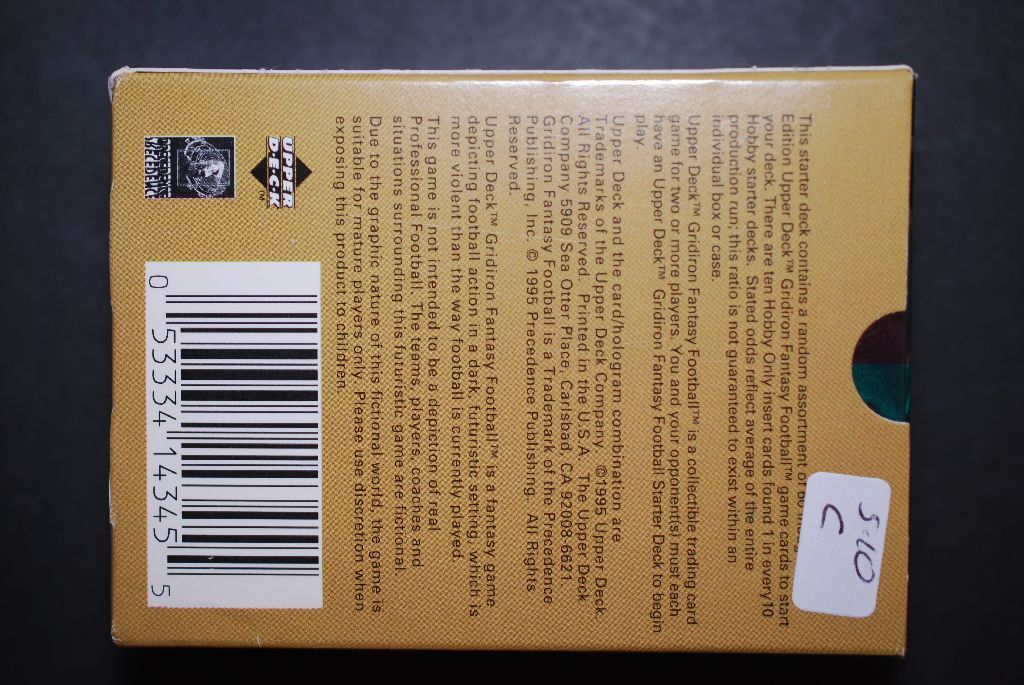 This starter deck contains a random assortment of 60
Edition Upper Deck™ Gridiron Fantasy Football™ game cards to start
your deck. There are ten Hobby Only insert cards found 1 in every 10
Hobby starter decks. Stated odds reflect average of the entire
production run; this ratio is not guaranteed to exist within an
individual box or case.
Upper Deck™ Gridiron Fantasy Football™ is a collectible trading card
game for two or more players. You and your opponent(s) must each
have an Upper Deck™ Gridiron Fantasy Football Starter Deck to begin
play.
Upper Deck and the card/hologram combination are
Trademarks of the Upper Deck Company. ©1995 Upper Deck.
All Rights Reserved. Printed in the U.S.A. The Upper Deck
Company 5909 Sea Otter Place, Carlsbad, CA 92008-6621.
Gridiron Fantasy Football is a Trademark of the Precedence
Publishing, Inc. © 1995 Precedence Publishing. All Rights
Reserved.
Upper Deck™ Gridiron Fantasy Football™ is a fantasy game
depicting football action in a dark, futuristic setting, which is
more violent than the way football is currently played.
This game is not intended to be a depiction of real
Professional Football. The teams, players, coaches and
situations surrounding this futuristic game are fictional.
Due to the graphic nature of this fictional world, the game is
suitable for mature players only. Please use discretion when
exposing this product to children.
UPPER
DECK™
PRECEDENCE
PRECEDENCE
0 53334 14345 5
5-10
C